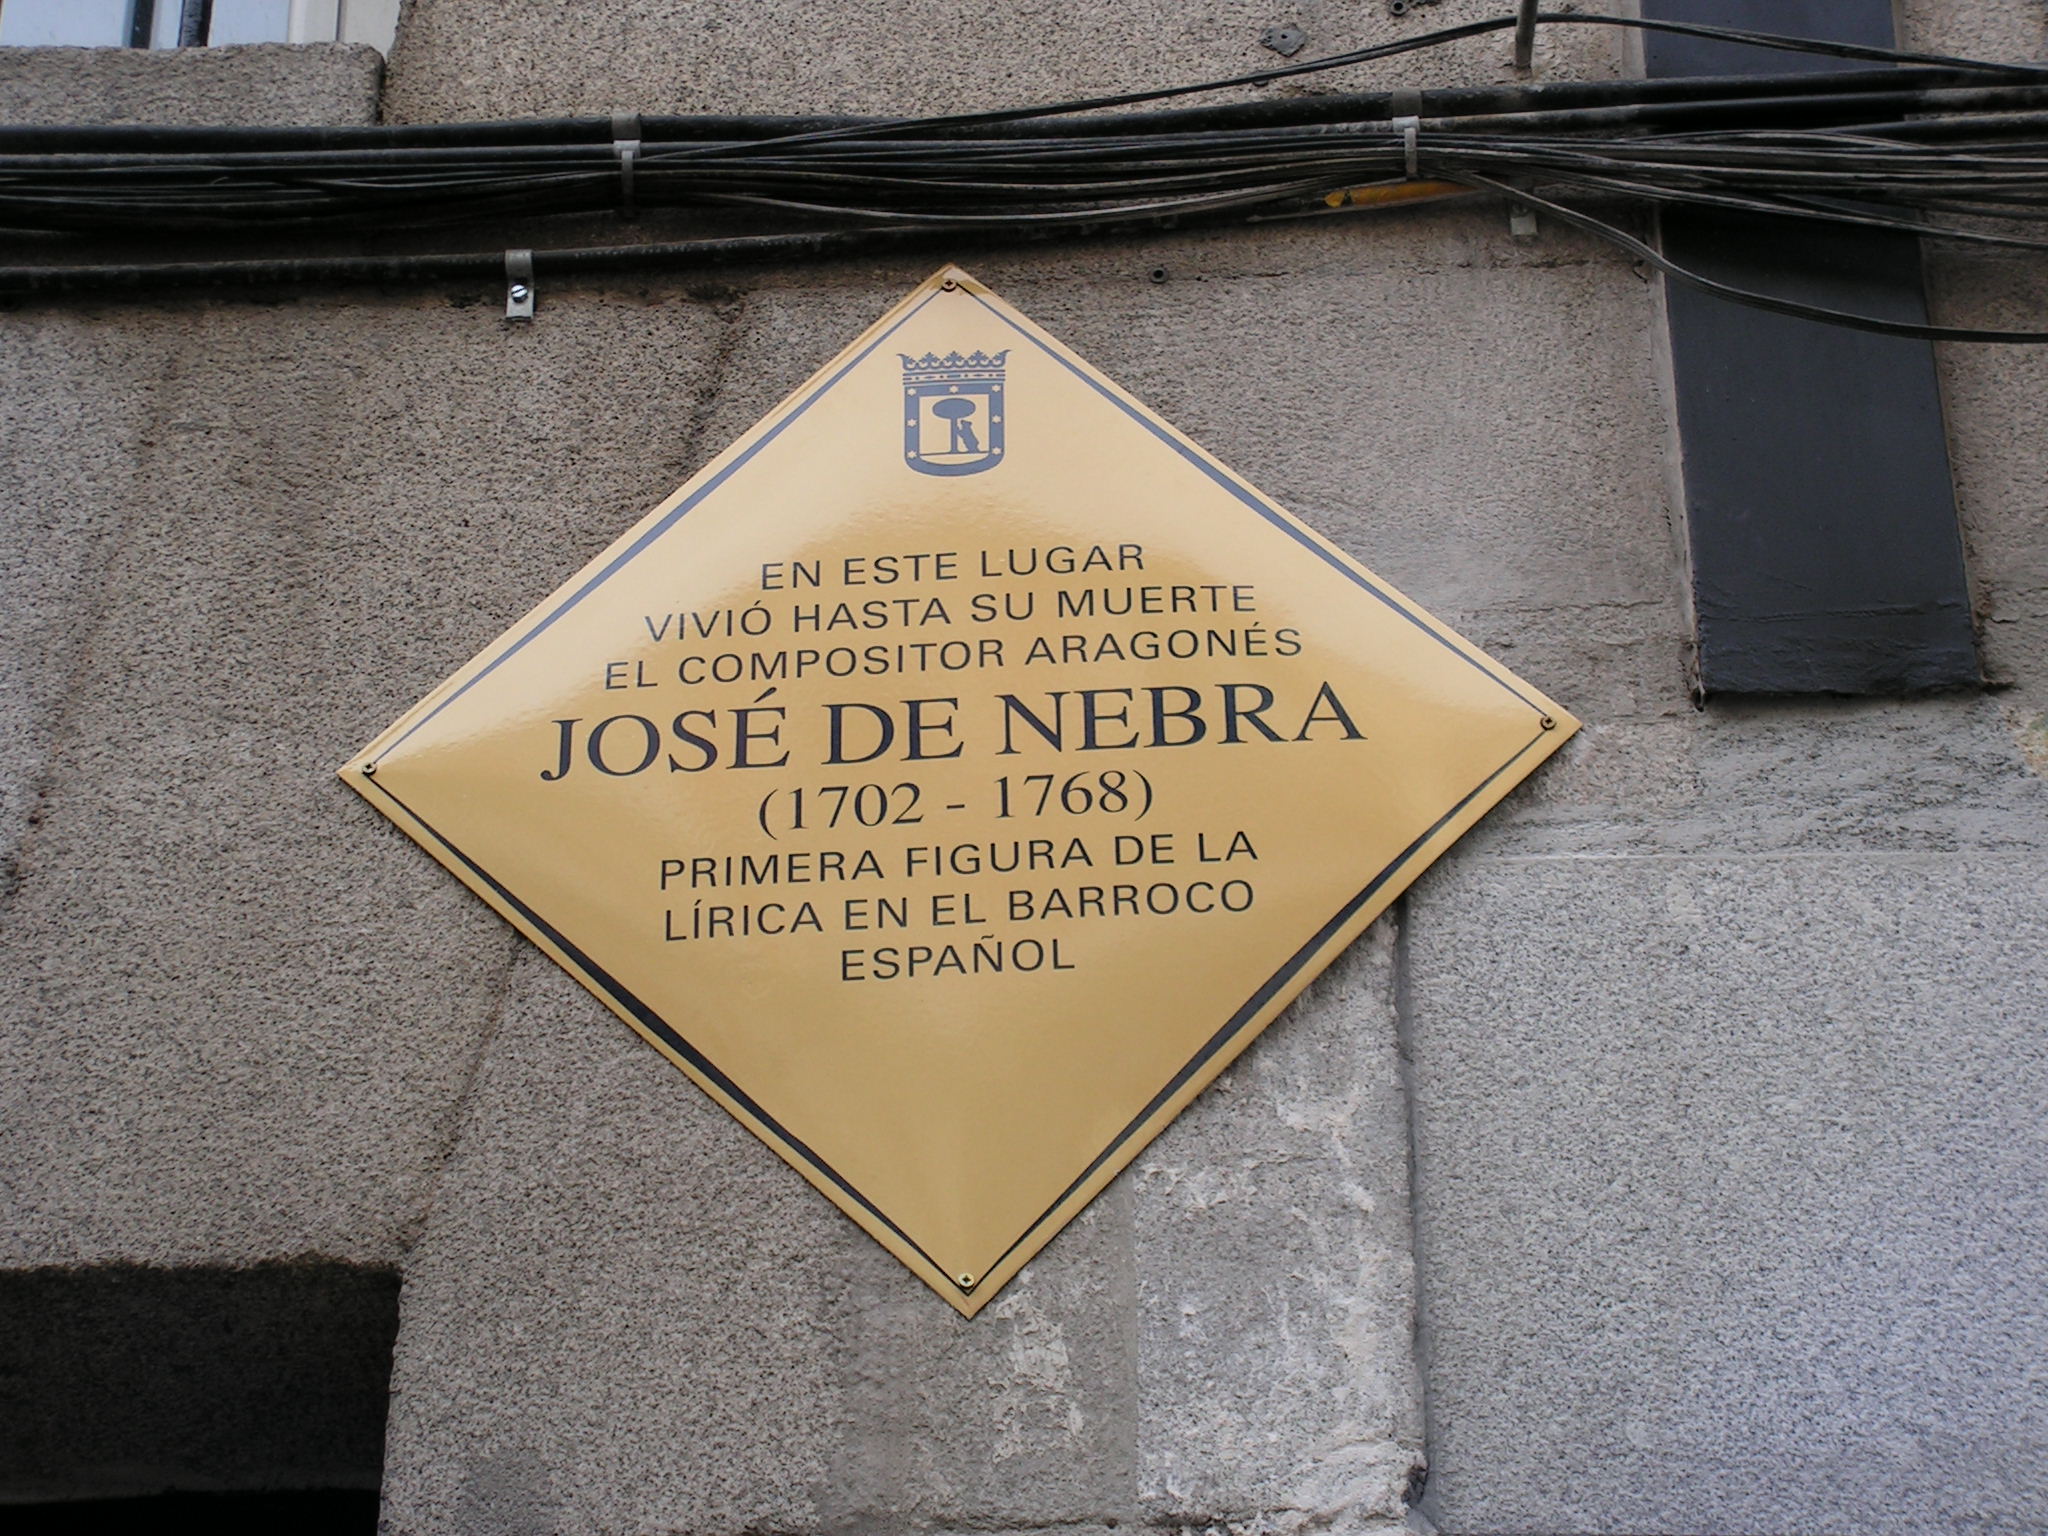 EN ESTE LUGAR
VIVIÓ HASTA SU MUERTE
EL COMPOSITOR ARAGONÉS
JOSÉ DE NEBRA
(1702 - 1768)
PRIMERA FIGURA DE LA
LÍRICA EN EL BARROCO
ESPAÑOL